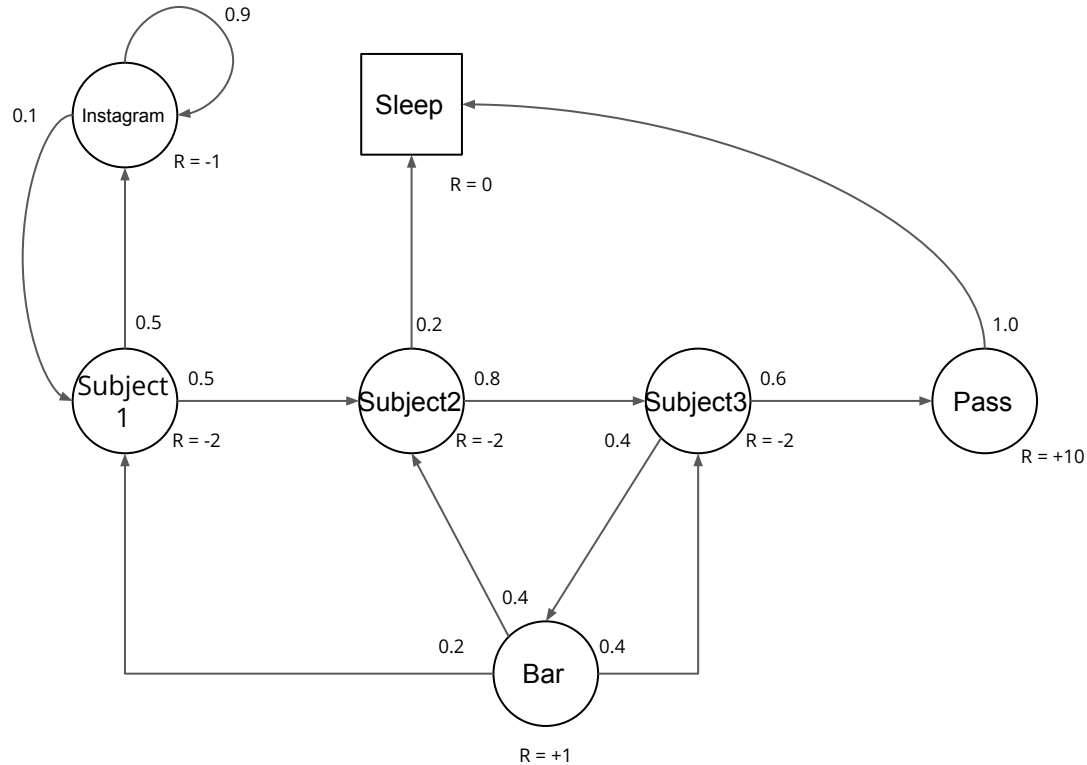 0.9
0.1
Instagram
R = -1
Sleep
R = 0
0.5
0.2
1.0
Subject
1
0.5
R = -2
Subject2
0.8
R = -2
Subject3
0.6
0.4
R = -2
Pass
R = +10
0.4
0.2
0.4
Bar
R = +1